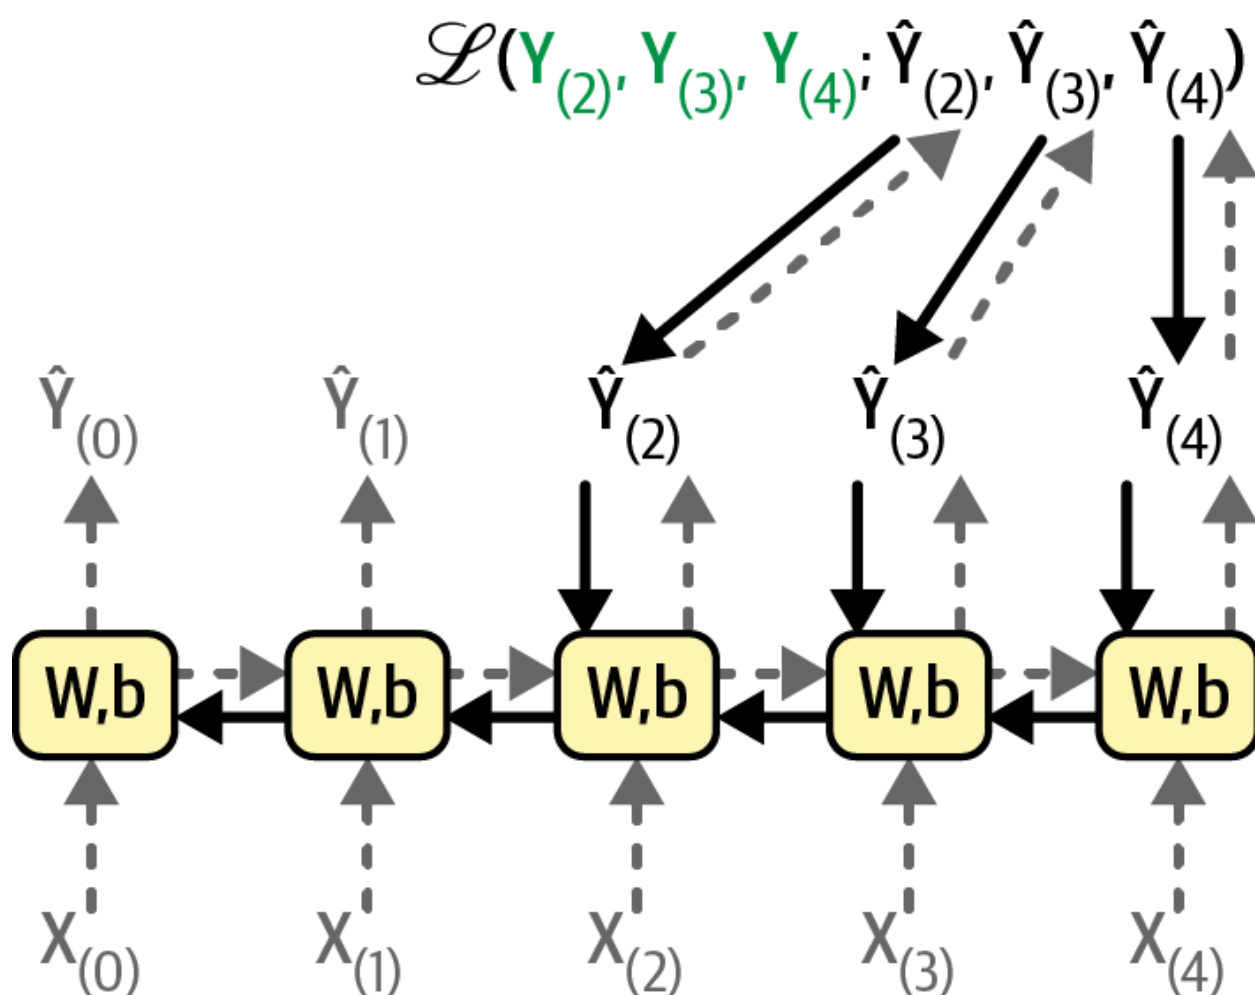 ℒ(Y(2), Y(3), Y(4); Ŷ(2), Ŷ(3), Ŷ(4))
Ŷ(0) Ŷ(1) Ŷ(2) Ŷ(3) Ŷ(4)
W,b W,b W,b W,b W,b
X(0) X(1) X(2) X(3) X(4)